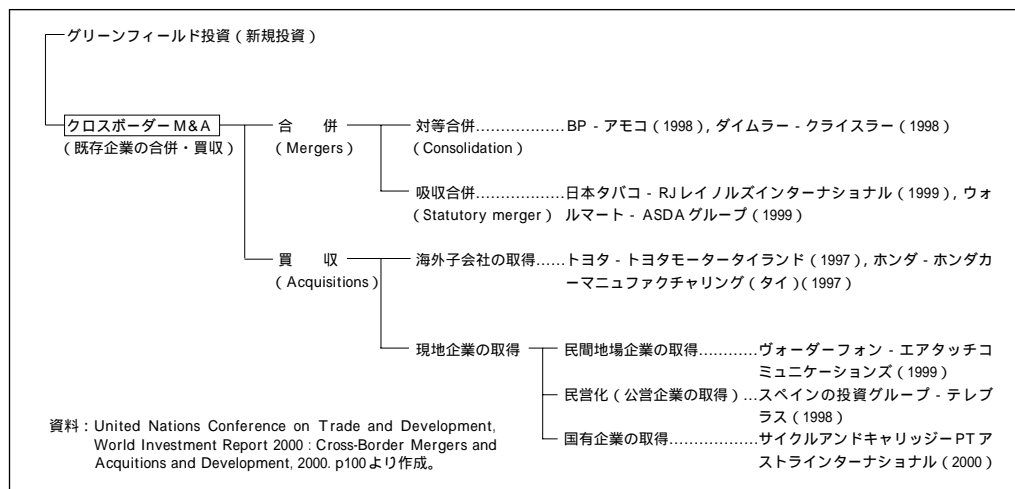 グリーンフィールド投資(新規投資)
クロスボーダーM&A
(既存企業の合併・買収)
合 併
(Mergers)
対等合併………………BP - アモコ(1998),ダイムラー - クライスラー(1998)
(Consolidation)
吸収合併………………日本タバコ - RJレイノルズインターナショナル(1999),ウォ
(Statutory merger) ルマート - ASDAグループ(1999)
買 収
(Acquisitions)
海外子会社の取得……トヨタ - トヨタモータータイランド(1997),ホンダ - ホンダカ
ーマニュファクチャリング(タイ)(1997)
現地企業の取得
民間地場企業の取得…………ヴォーダーフォン - エアタッチコ
ミュニケーションズ(1999)
民営化(公営企業の取得)…スペインの投資グループ - テレブ
ラス(1998)
国有企業の取得………………サイクルアンドキャリッジーPTア
ストラインターナショナル(2000)
資料:United Nations Conference on Trade and Development,
World Investment Report 2000 : Cross-Border Mergers and
Acquitions and Development, 2000. p100より作成。